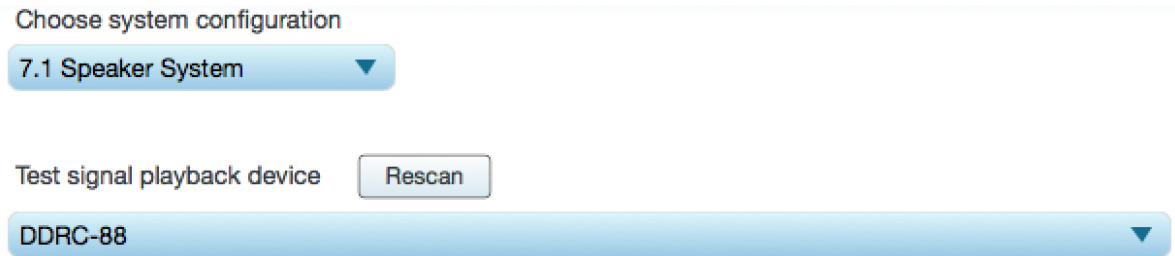 Choose system configuration
7.1 Speaker System
Test signal playback device Rescan
DDRC-88